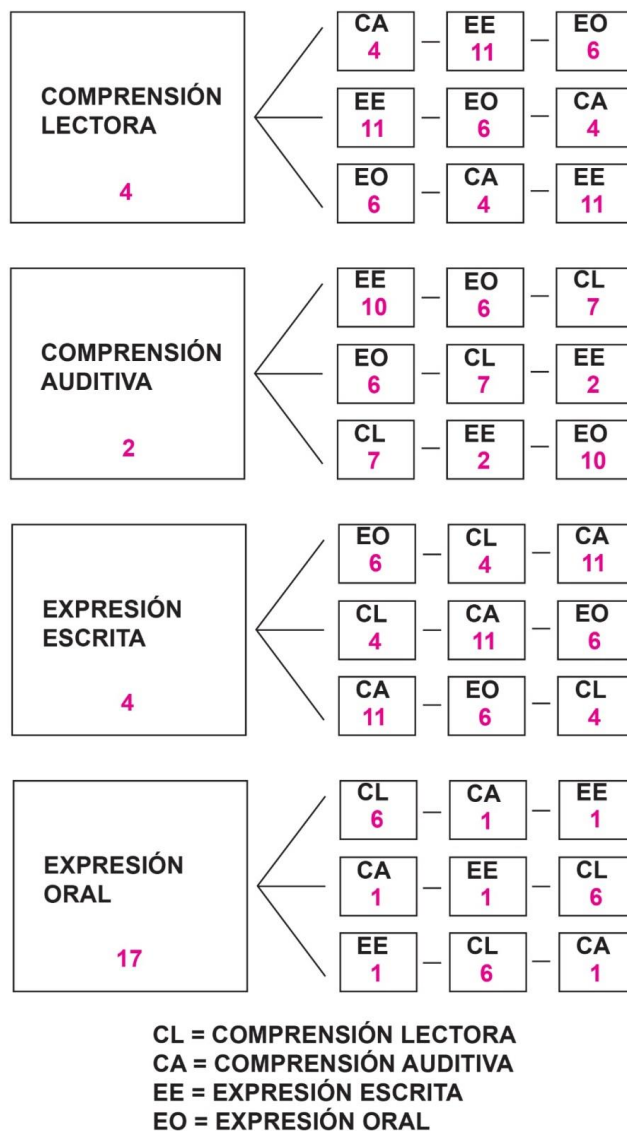 CA — EE — EO
4 11 6
COMPRENSIÓN
LECTORA
4
EE — EO — CA
11 6 4
EO — CA — EE
6 4 11
EE — EO — CL
10 6 7
COMPRENSIÓN
AUDITIVA
2
EO — CL — EE
6 7 2
CL — EE — EO
7 2 10
EO — CL — CA
6 4 11
EXPRESIÓN
ESCRITA
4
CL — CA — EO
4 11 6
CA — EO — CL
11 6 4
CL — CA — EE
6 1 1
EXPRESIÓN
ORAL
17
CA — EE — CL
1 1 6
EE — CL — CA
1 6 1
CL = COMPRENSIÓN LECTORA
CA = COMPRENSIÓN AUDITIVA
EE = EXPRESIÓN ESCRITA
EO = EXPRESIÓN ORAL